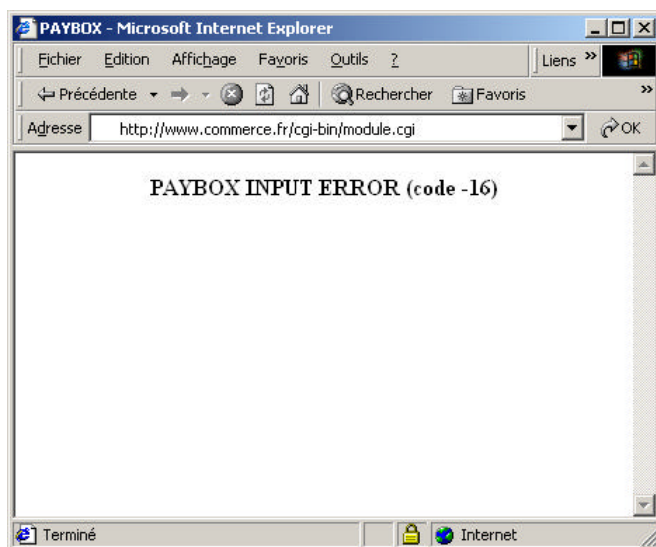 PAYBOX - Microsoft Internet Explorer
Fichier Edition Affichage Favoris Outils ? Liens »
Précédente Rechercher Favoris »
Adresse http://www.commerce.fr/cgi-bin/module.cgi OK
PAYBOX INPUT ERROR (code -16)
Terminé Internet